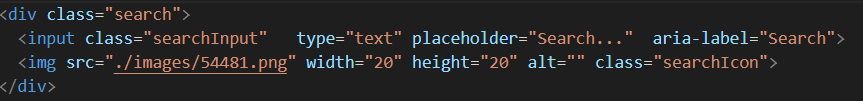 <div class="search">
  <input class="searchInput"   type="text" placeholder="Search..."  aria-label="Search">
  <img src="./images/54481.png" width="20" height="20" alt="" class="searchIcon">
</div>